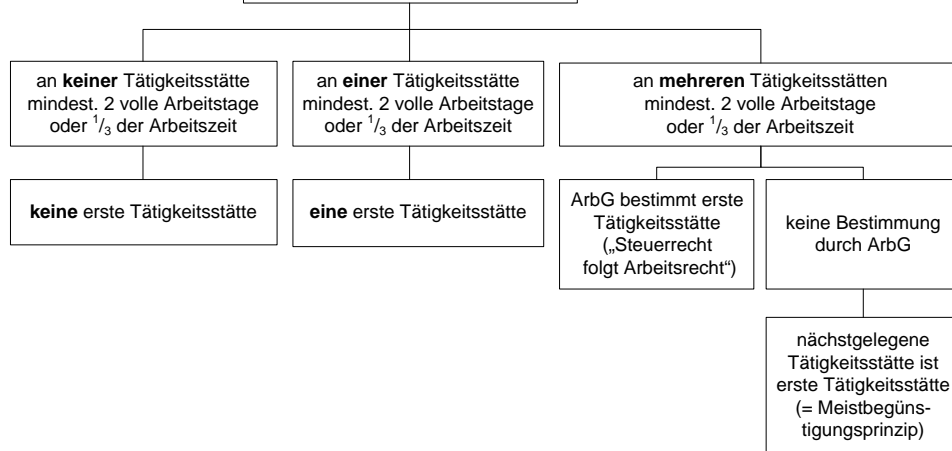 an keiner Tätigkeitsstätte
mindest. 2 volle Arbeitstage
oder 1/3 der Arbeitszeit
an einer Tätigkeitsstätte
mindest. 2 volle Arbeitstage
oder 1/3 der Arbeitszeit
an mehreren Tätigkeitsstätten
mindest. 2 volle Arbeitstage
oder 1/3 der Arbeitszeit
keine erste Tätigkeitsstätte
eine erste Tätigkeitsstätte
ArbG bestimmt erste
Tätigkeitsstätte
(„Steuerrecht
folgt Arbeitsrecht“)
keine Bestimmung
durch ArbG
nächstgelegene
Tätigkeitsstätte ist
erste Tätigkeitsstätte
(= Meistbegüns-
tigungsprinzip)